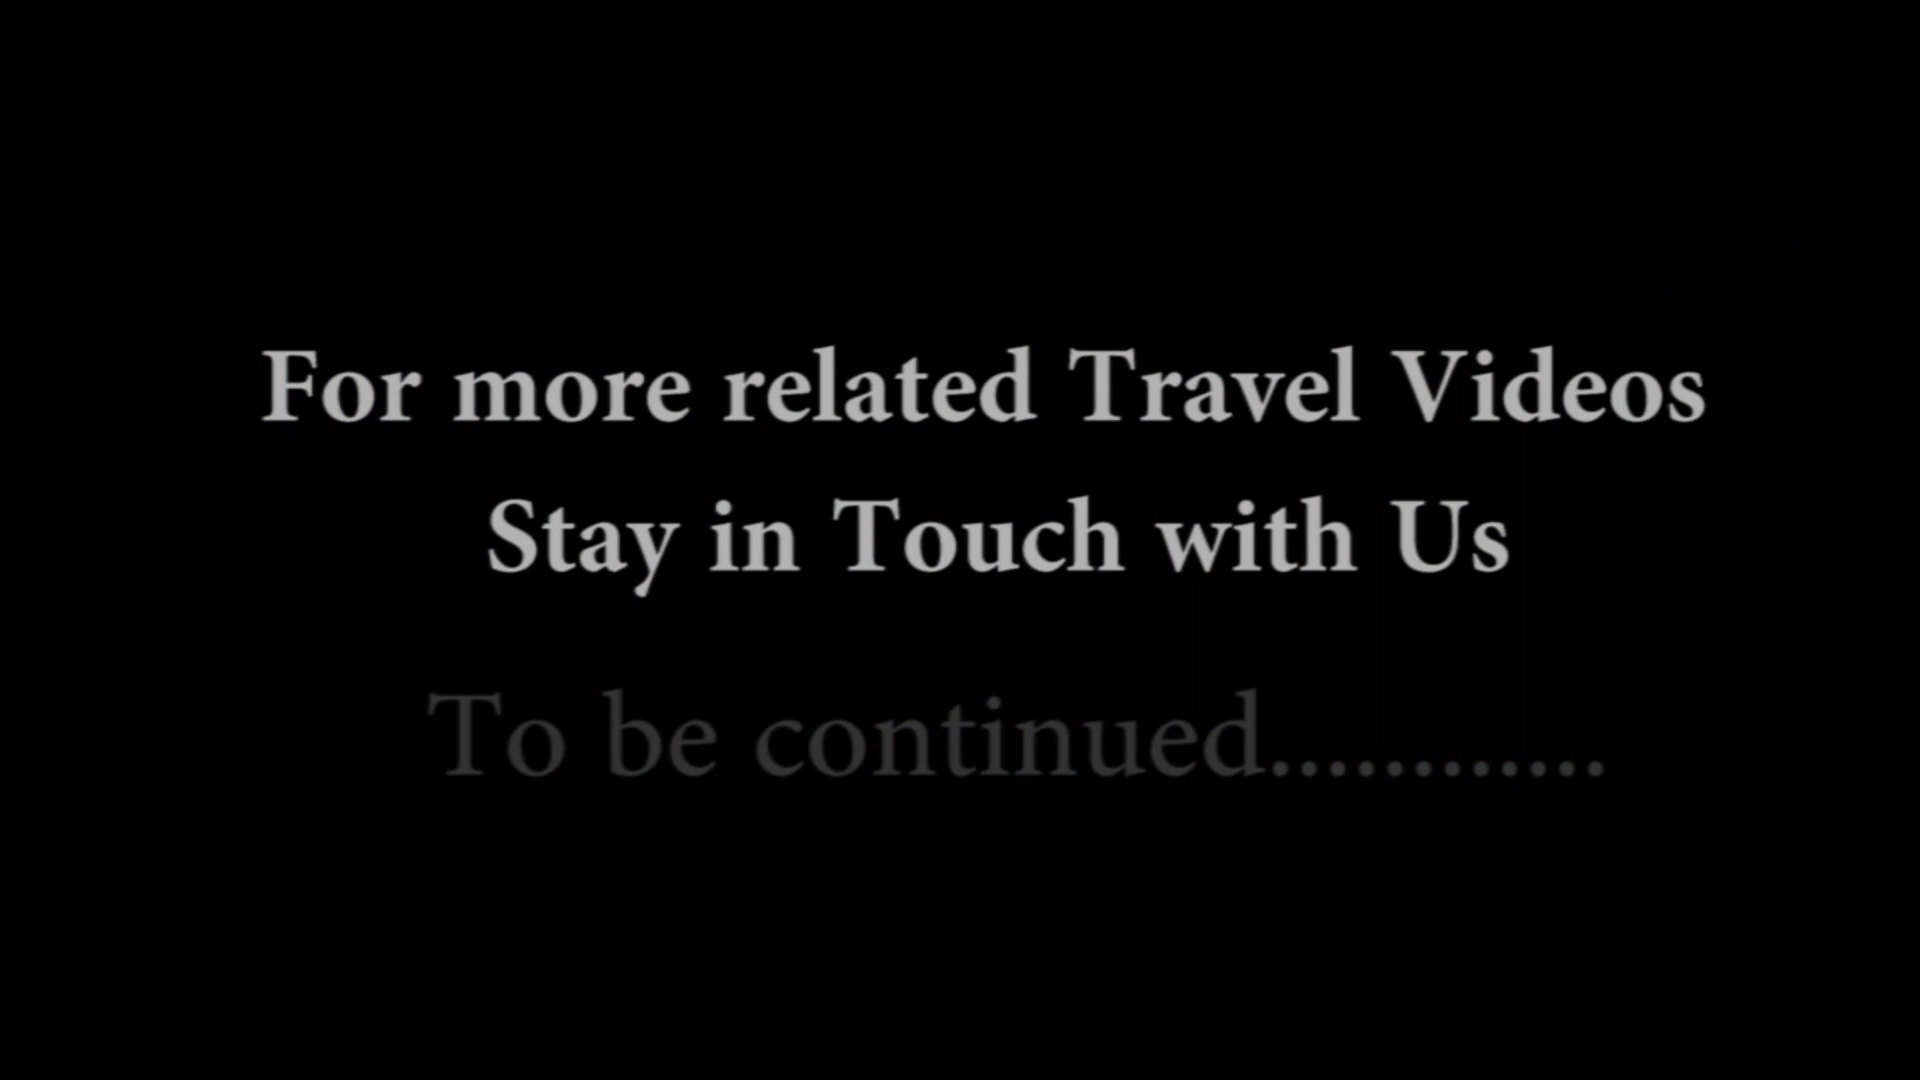 For more related Travel Videos
Stay in Touch with Us
To be continued............